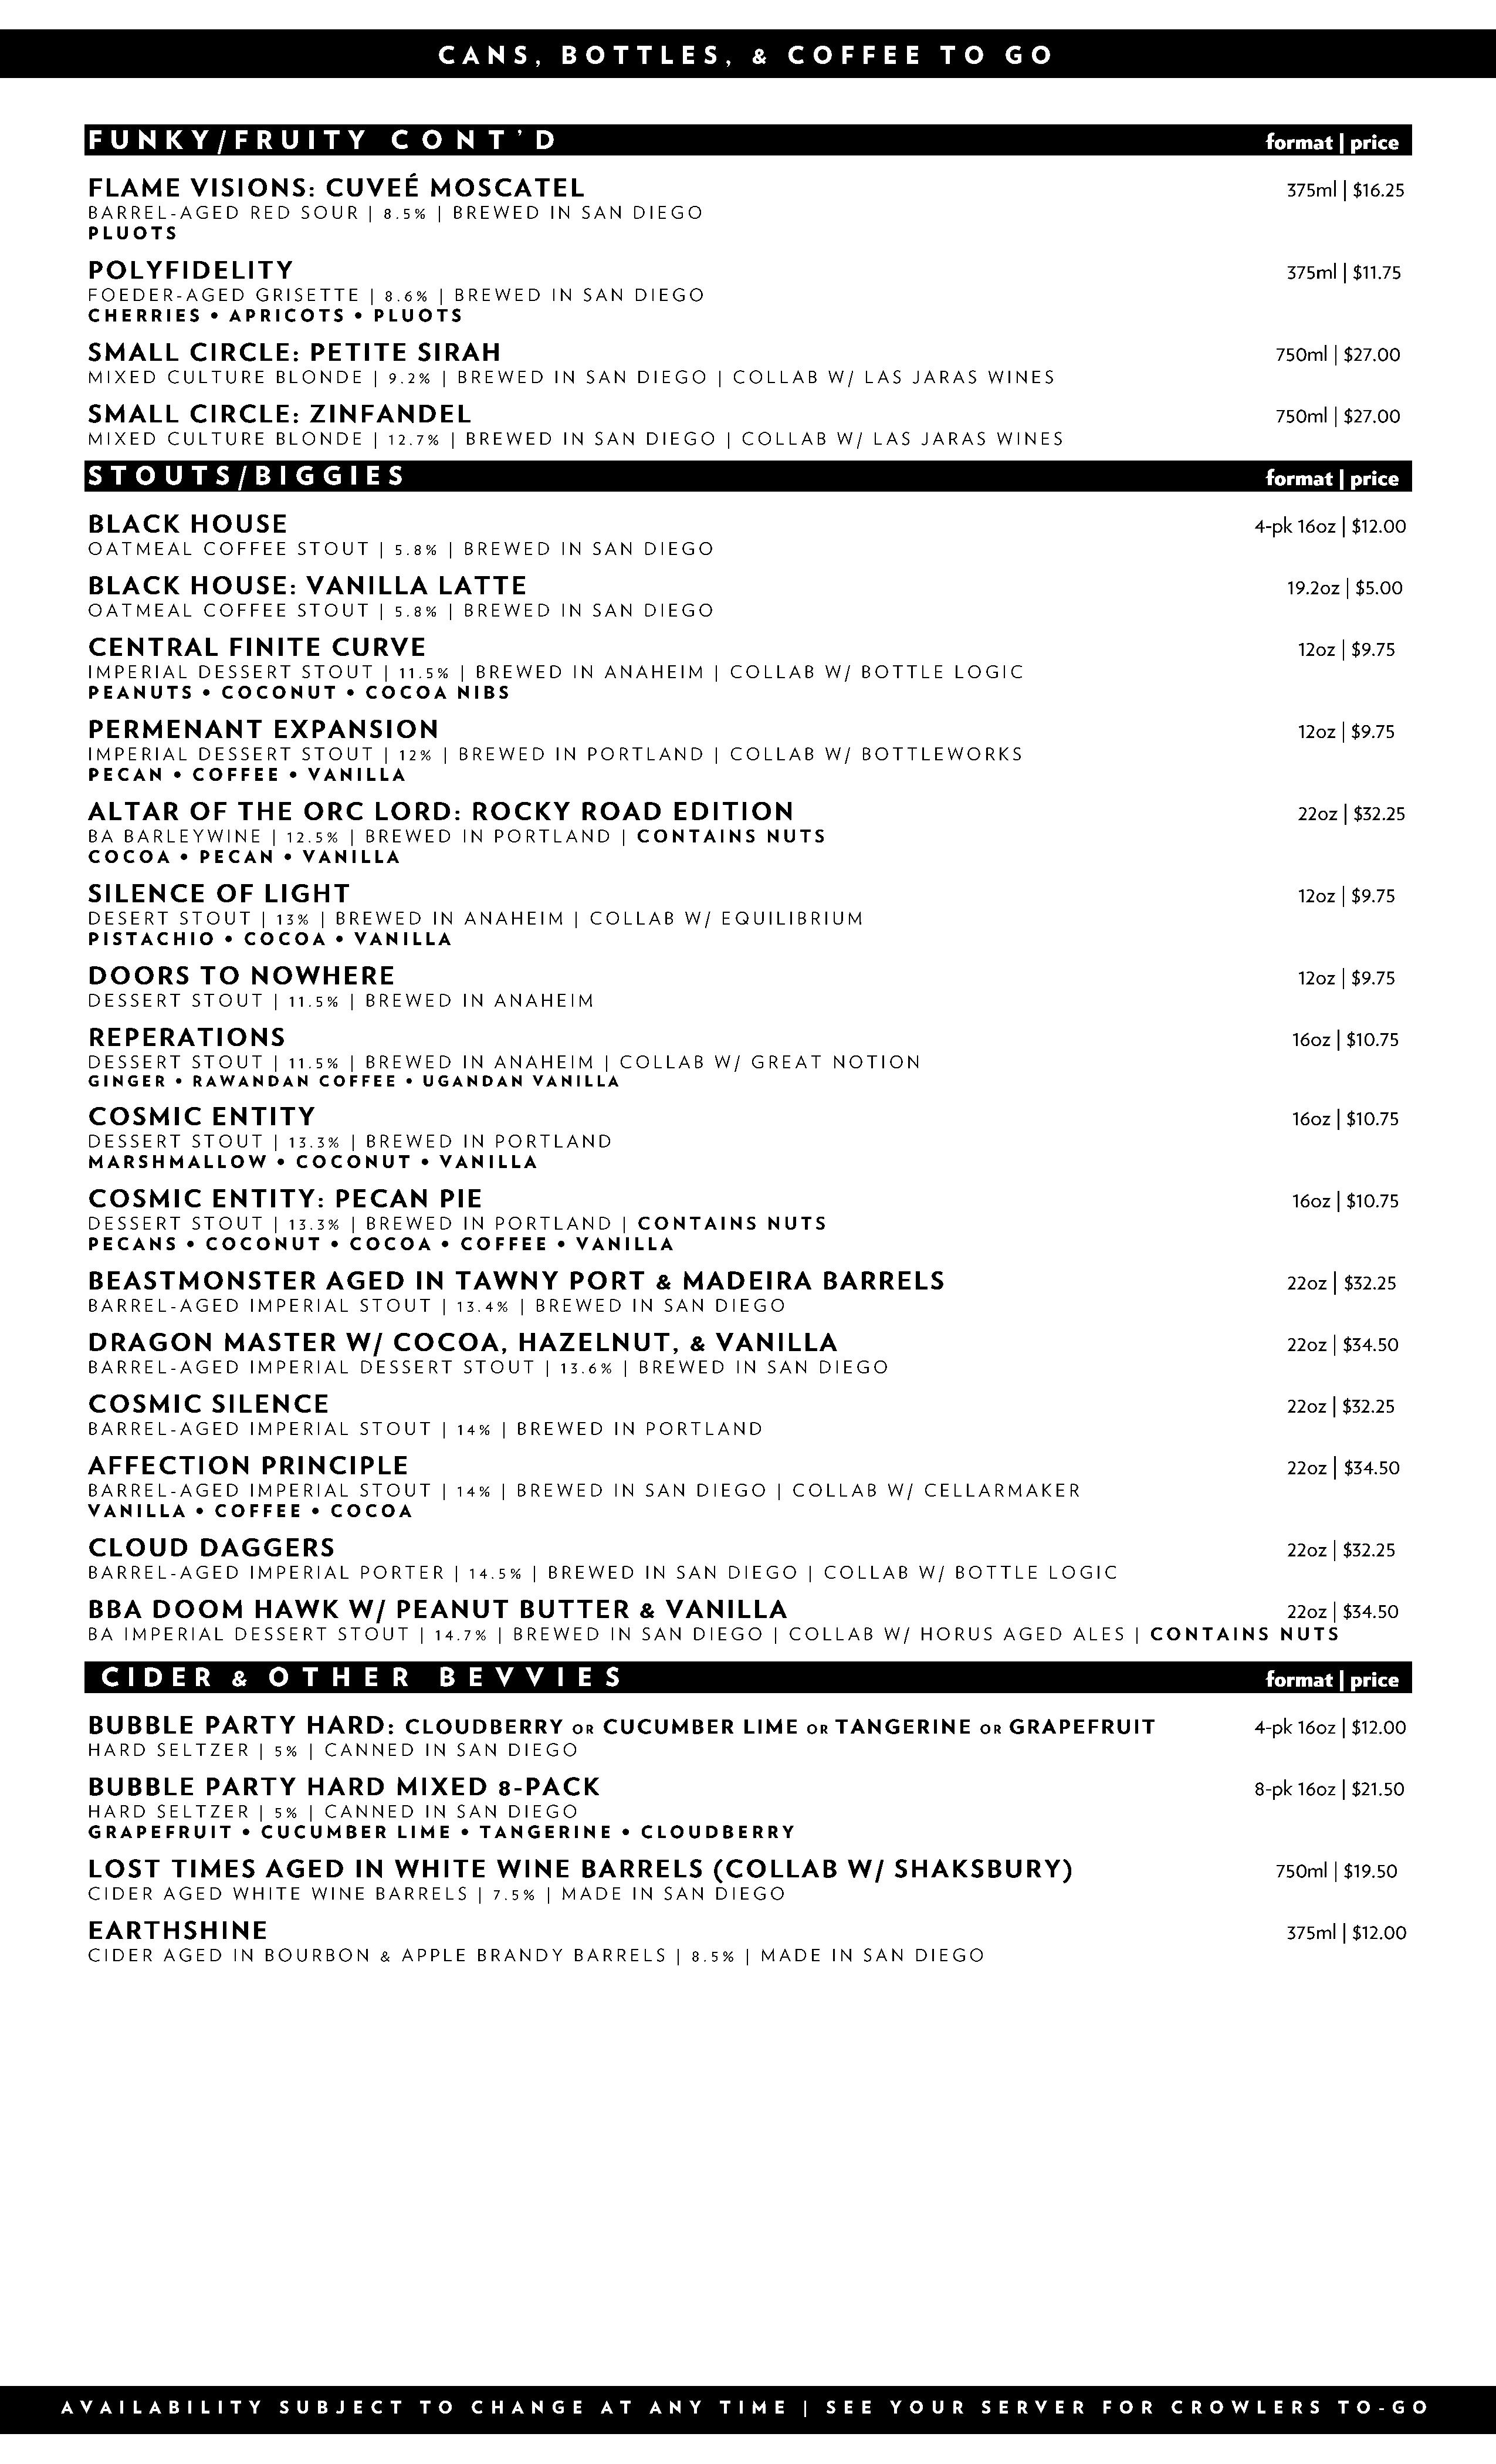 CANS, BOTTLES, & COFFEE TO GO
FUNKY/FRUITY CONT'D format | price
FLAME VISIONS: CUVEÉ MOSCATEL 375ml | $16.25
BARREL-AGED RED SOUR | 8.5% | BREWED IN SAN DIEGO
PLUOTS
POLYFIDELITY 375ml | $11.75
FOEDER-AGED GRISETTE | 8.6% | BREWED IN SAN DIEGO
CHERRIES • APRICOTS • PLUOTS
SMALL CIRCLE: PETITE SIRAH 750ml | $27.00
MIXED CULTURE BLONDE | 9.2% | BREWED IN SAN DIEGO | COLLAB W/ LAS JARAS WINES
SMALL CIRCLE: ZINFANDEL 750ml | $27.00
MIXED CULTURE BLONDE | 12.7% | BREWED IN SAN DIEGO | COLLAB W/ LAS JARAS WINES
STOUTS/BIGGIES format | price
BLACK HOUSE 4-pk 16oz | $12.00
OATMEAL COFFEE STOUT | 5.8% | BREWED IN SAN DIEGO
BLACK HOUSE: VANILLA LATTE 19.2oz | $5.00
OATMEAL COFFEE STOUT | 5.8% | BREWED IN SAN DIEGO
CENTRAL FINITE CURVE 12oz | $9.75
IMPERIAL DESSERT STOUT | 11.5% | BREWED IN ANAHEIM | COLLAB W/ BOTTLE LOGIC
PEANUTS • COCONUT • COCOA NIBS
PERMENANT EXPANSION 12oz | $9.75
IMPERIAL DESSERT STOUT | 12% | BREWED IN PORTLAND | COLLAB W/ BOTTLEWORKS
PECAN • COFFEE • VANILLA
ALTAR OF THE ORC LORD: ROCKY ROAD EDITION 22oz | $32.25
BA BARLEYWINE | 12.5% | BREWED IN PORTLAND | CONTAINS NUTS
COCOA • PECAN • VANILLA
SILENCE OF LIGHT 12oz | $9.75
DESERT STOUT | 13% | BREWED IN ANAHEIM | COLLAB W/ EQUILIBRIUM
PISTACHIO • COCOA • VANILLA
DOORS TO NOWHERE 12oz | $9.75
DESSERT STOUT | 11.5% | BREWED IN ANAHEIM
REPERATIONS 16oz | $10.75
DESSERT STOUT | 11.5% | BREWED IN ANAHEIM | COLLAB W/ GREAT NOTION
GINGER • RAWANDAN COFFEE • UGANDAN VANILLA
COSMIC ENTITY 16oz | $10.75
DESSERT STOUT | 13.3% | BREWED IN PORTLAND
MARSHMALLOW • COCONUT • VANILLA
COSMIC ENTITY: PECAN PIE 16oz | $10.75
DESSERT STOUT | 13.3% | BREWED IN PORTLAND | CONTAINS NUTS
PECANS • COCONUT • COCOA • COFFEE • VANILLA
BEASTMONSTER AGED IN TAWNY PORT & MADEIRA BARRELS 22oz | $32.25
BARREL-AGED IMPERIAL STOUT | 13.4% | BREWED IN SAN DIEGO
DRAGON MASTER W/ COCOA, HAZELNUT, & VANILLA 22oz | $34.50
BARREL-AGED IMPERIAL DESSERT STOUT | 13.6% | BREWED IN SAN DIEGO
COSMIC SILENCE 22oz | $32.25
BARREL-AGED IMPERIAL STOUT | 14% | BREWED IN PORTLAND
AFFECTION PRINCIPLE 22oz | $34.50
BARREL-AGED IMPERIAL STOUT | 14% | BREWED IN SAN DIEGO | COLLAB W/ CELLARMAKER
VANILLA • COFFEE • COCOA
CLOUD DAGGERS 22oz | $32.25
BARREL-AGED IMPERIAL PORTER | 14.5% | BREWED IN SAN DIEGO | COLLAB W/ BOTTLE LOGIC
BBA DOOM HAWK W/ PEANUT BUTTER & VANILLA 22oz | $34.50
BA IMPERIAL DESSERT STOUT | 14.7% | BREWED IN SAN DIEGO | COLLAB W/ HORUS AGED ALES | CONTAINS NUTS
CIDER & OTHER BEVVIES format | price
BUBBLE PARTY HARD: CLOUDBERRY OR CUCUMBER LIME OR TANGERINE OR GRAPEFRUIT 4-pk 16oz | $12.00
HARD SELTZER | 5% | CANNED IN SAN DIEGO
BUBBLE PARTY HARD MIXED 8-PACK 8-pk 16oz | $21.50
HARD SELTZER | 5% | CANNED IN SAN DIEGO
GRAPEFRUIT • CUCUMBER LIME • TANGERINE • CLOUDBERRY
LOST TIMES AGED IN WHITE WINE BARRELS (COLLAB W/ SHAKSBURY) 750ml | $19.50
CIDER AGED WHITE WINE BARRELS | 7.5% | MADE IN SAN DIEGO
EARTHSHINE 375ml | $12.00
CIDER AGED IN BOURBON & APPLE BRANDY BARRELS | 8.5% | MADE IN SAN DIEGO
AVAILABILITY SUBJECT TO CHANGE AT ANY TIME | SEE YOUR SERVER FOR CROWLERS TO-GO